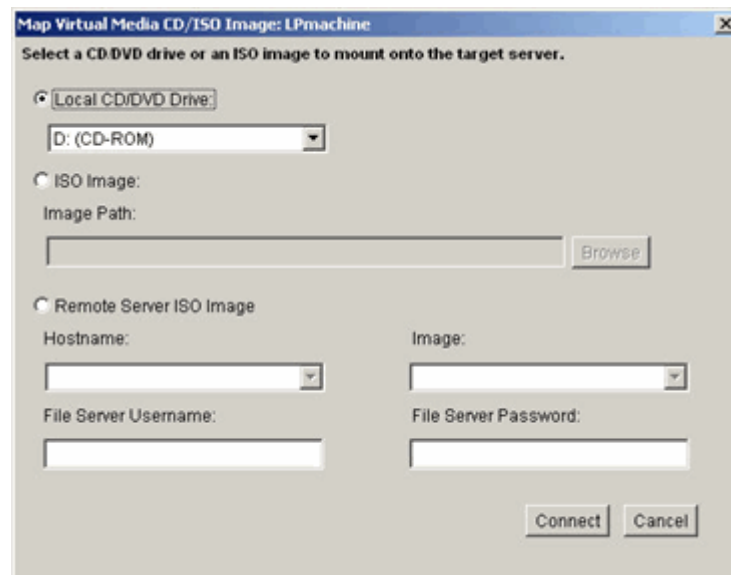 Map Virtual Media CD/ISO Image: LPmachine
Select a CD/DVD drive or an ISO image to mount onto the target server.
Local CD/DVD Drive:
D: (CD-ROM)
ISO Image:
Image Path:
Browse
Remote Server ISO Image
Hostname:
Image:
File Server Username:
File Server Password:
Connect
Cancel